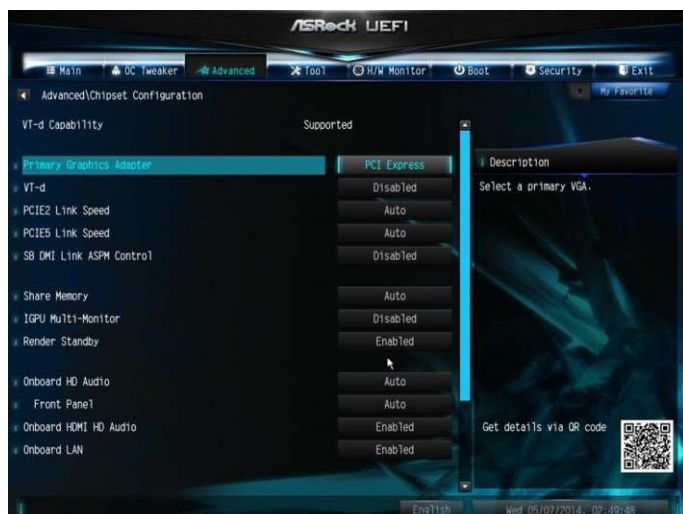 ASRock UEFI
Main OC Tweaker Advanced Tool H/W Monitor Boot Security Exit
Advanced\Chipset Configuration
My Favorite
VT-d Capability Supported
Primary Graphics Adapter PCI Express
VT-d Disabled
PCIE2 Link Speed Auto
PCIE5 Link Speed Auto
SB DMI Link ASPM Control Disabled
Share Memory Auto
IGPU Multi-Monitor Disabled
Render Standby Enabled
Onboard HD Audio Auto
Front Panel Auto
Onboard HDMI HD Audio Enabled
Onboard LAN Enabled
Description
Select a primary VGA.
Get details via QR code
English Wed 05/07/2014, 02:49:48